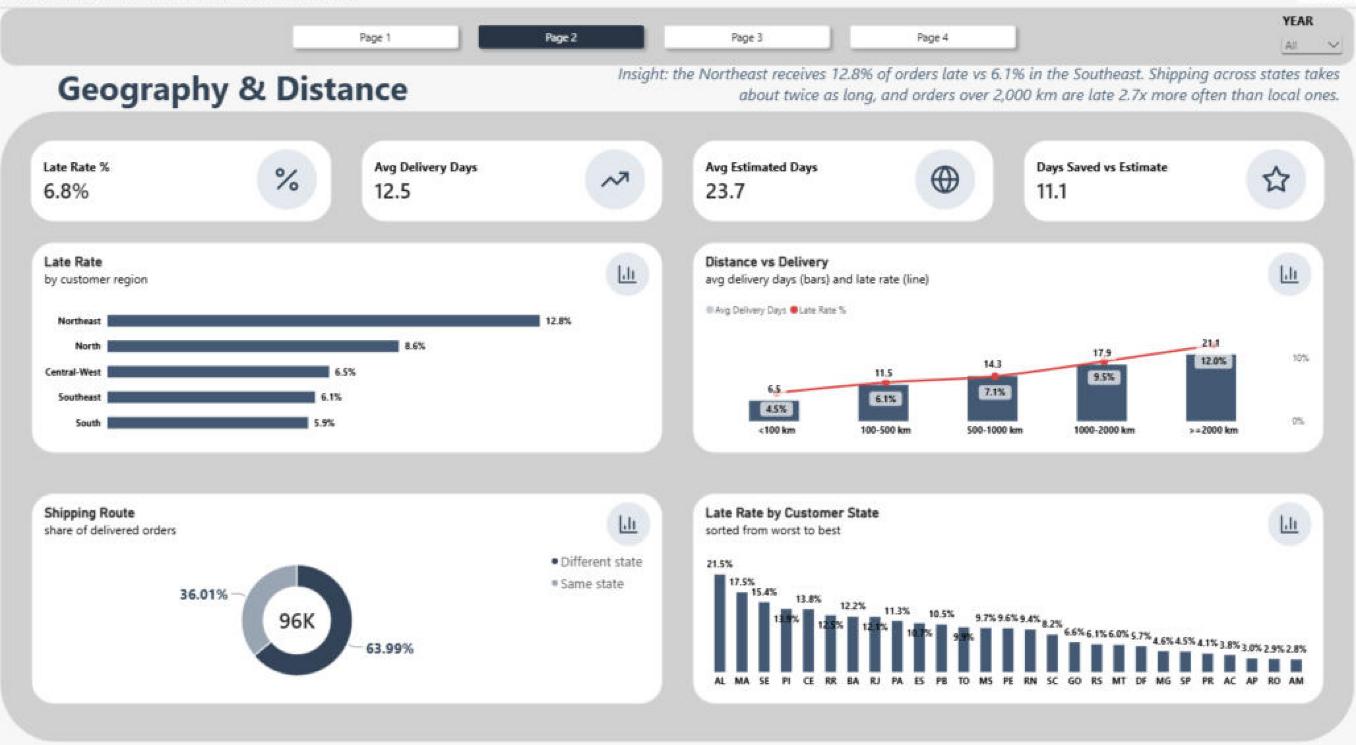 Page 1
Page 2
Page 3
Page 4
YEAR
All
Geography & Distance
Insight: the Northeast receives 12.8% of orders late vs 6.1% in the Southeast. Shipping across states takes
about twice as long, and orders over 2,000 km are late 2.7x more often than local ones.
Late Rate %
6.8%
Avg Delivery Days
12.5
Avg Estimated Days
23.7
Days Saved vs Estimate
11.1
Late Rate
by customer region
Northeast 12.8%
North 8.6%
Central-West 6.5%
Southeast 6.1%
South 5.9%
Distance vs Delivery
avg delivery days (bars) and late rate (line)
Avg Delivery Days Late Rate %
6.5 11.5 14.3 17.9 21.1
4.5% 6.1% 7.1% 9.5% 12.0%
10%
0%
<100 km 100-500 km 500-1000 km 1000-2000 km >=2000 km
Shipping Route
share of delivered orders
Different state
Same state
36.01%
96K
63.99%
Late Rate by Customer State
sorted from worst to best
21.5% 17.5% 15.4% 13.9% 13.8% 12.5% 12.2% 12.1% 11.3% 10.7% 10.5% 9.9% 9.7% 9.6% 9.4% 8.2% 6.6% 6.1% 6.0% 5.7% 4.6% 4.5% 4.1% 3.8% 3.0% 2.9% 2.8%
AL MA SE PI CE RR BA RJ PA ES PB TO MS PE RN SC GO RS MT DF MG SP PR AC AP RO AM